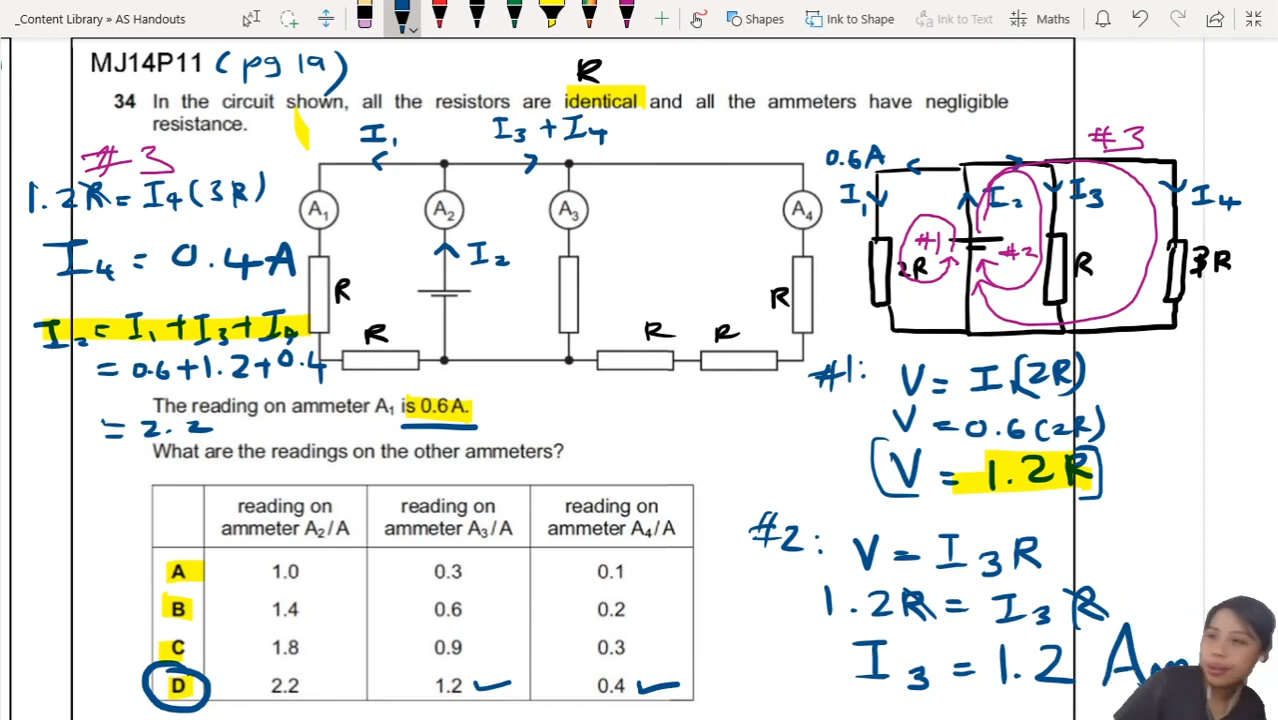 _Content Library » AS Handouts
Shapes
Ink to Shape
Ink to Text
Maths
MJ14P11 (pg 19)
R
34 In the circuit shown, all the resistors are identical and all the ammeters have negligible
resistance.
I₁
I₃ + I₄
#3
1.2R = I₄(3R)
I₄ = 0.4A
I₂ = I₁ + I₃ + I₄
= 0.6+1.2+0.4
= 2.2
A₁
A₂
A₃
A₄
I₂
R
R
R
R
R
0.6A
#3
I₁
I₂
I₃
I₄
#1
#2
2R
R
3R
The reading on ammeter A₁ is 0.6A.
What are the readings on the other ammeters?
#1: V = I₁(2R)
V = 0.6(2R)
V = 1.2R
reading on ammeter A₂/A
reading on ammeter A₃/A
reading on ammeter A₄/A
A 1.0 0.3 0.1
B 1.4 0.6 0.2
C 1.8 0.9 0.3
D 2.2 1.2 ✓ 0.4 ✓
#2: V = I₃R
1.2R = I₃R
I₃ = 1.2